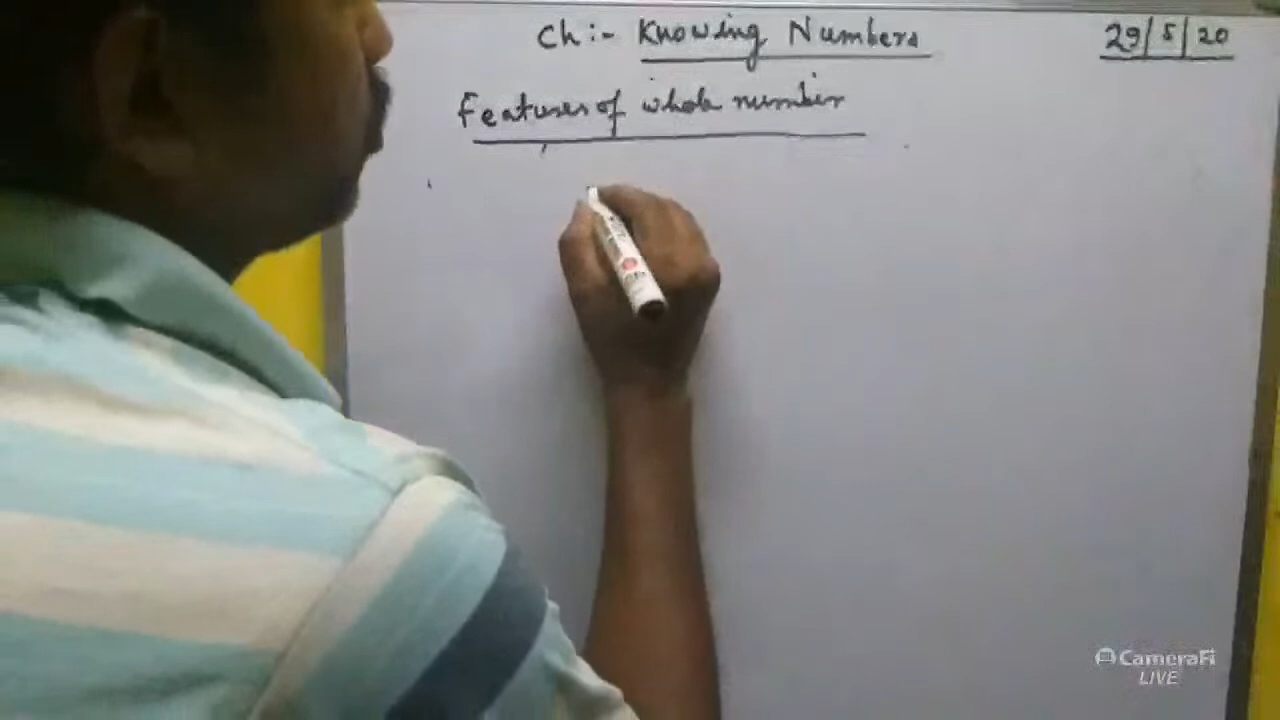 Ch :- Knowing Numbers
29/5/20
Features of whole number
CameraFi
LIVE